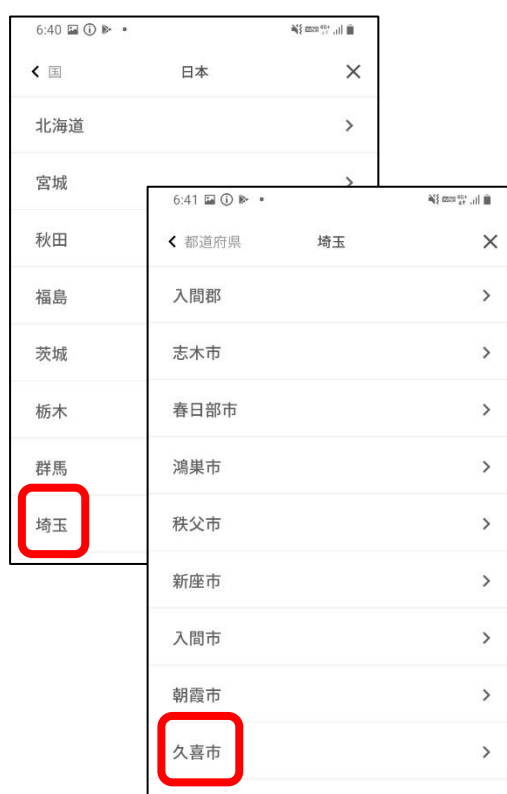 6:40
国 日本
北海道
宮城
秋田
福島
茨城
栃木
群馬
埼玉
6:41
都道府県 埼玉
入間郡
志木市
春日部市
鴻巣市
秩父市
新座市
入間市
朝霞市
久喜市